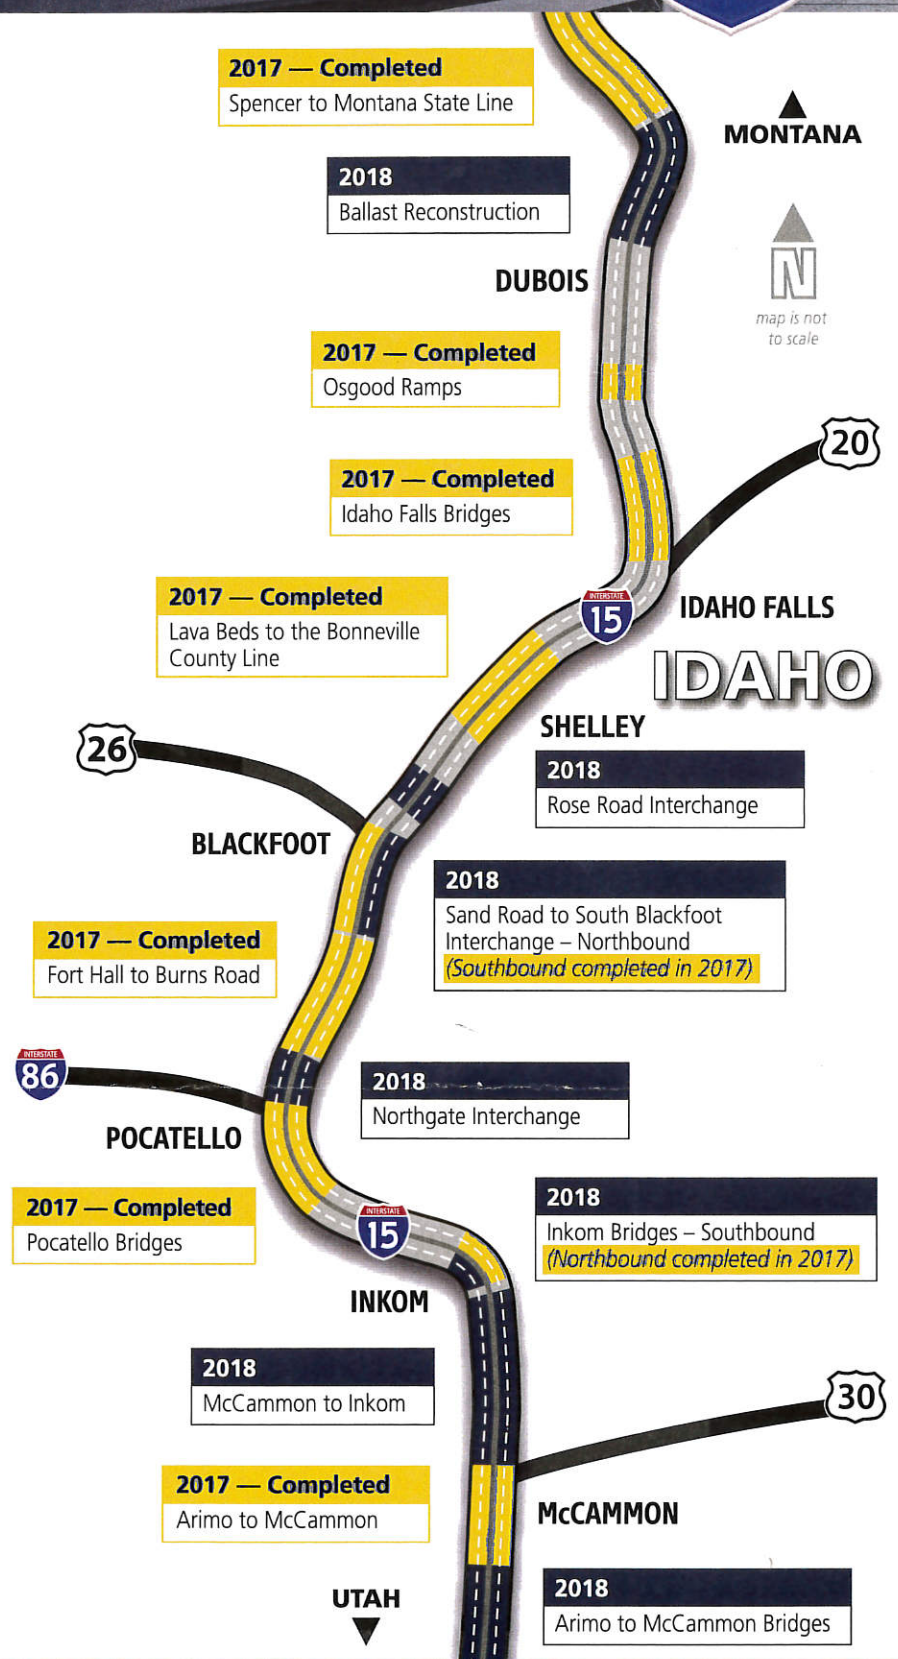 2017 — Completed
Spencer to Montana State Line
MONTANA
2018
Ballast Reconstruction
N
map is not
to scale
DUBOIS
2017 — Completed
Osgood Ramps
20
2017 — Completed
Idaho Falls Bridges
2017 — Completed
Lava Beds to the Bonneville
County Line
INTERSTATE
15
IDAHO FALLS
IDAHO
SHELLEY
26
2018
Rose Road Interchange
BLACKFOOT
2018
Sand Road to South Blackfoot
Interchange – Northbound
(Southbound completed in 2017)
2017 — Completed
Fort Hall to Burns Road
INTERSTATE
86
2018
Northgate Interchange
POCATELLO
2017 — Completed
Pocatello Bridges
INTERSTATE
15
2018
Inkom Bridges – Southbound
(Northbound completed in 2017)
INKOM
2018
McCammon to Inkom
30
2017 — Completed
Arimo to McCammon
McCAMMON
UTAH
2018
Arimo to McCammon Bridges